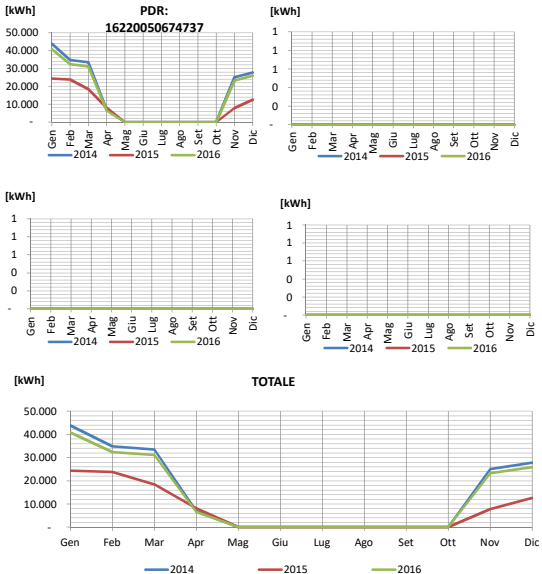 [kWh]
PDR:
16220050674737
50.000
40.000
30.000
20.000
10.000
-
Gen
Feb
Mar
Apr
Mag
Giu
Lug
Ago
Set
Ott
Nov
Dic
2014
2015
2016
[kWh]
1
1
1
0
0
-
Gen
Feb
Mar
Apr
Mag
Giu
Lug
Ago
Set
Ott
Nov
Dic
2014
2015
2016
[kWh]
1
1
1
0
0
-
Gen
Feb
Mar
Apr
Mag
Giu
Lug
Ago
Set
Ott
Nov
Dic
2014
2015
2016
[kWh]
1
1
1
0
0
-
Gen
Feb
Mar
Apr
Mag
Giu
Lug
Ago
Set
Ott
Nov
Dic
2014
2015
2016
[kWh]
TOTALE
50.000
40.000
30.000
20.000
10.000
-
Gen Feb Mar Apr Mag Giu Lug Ago Set Ott Nov Dic
2014
2015
2016